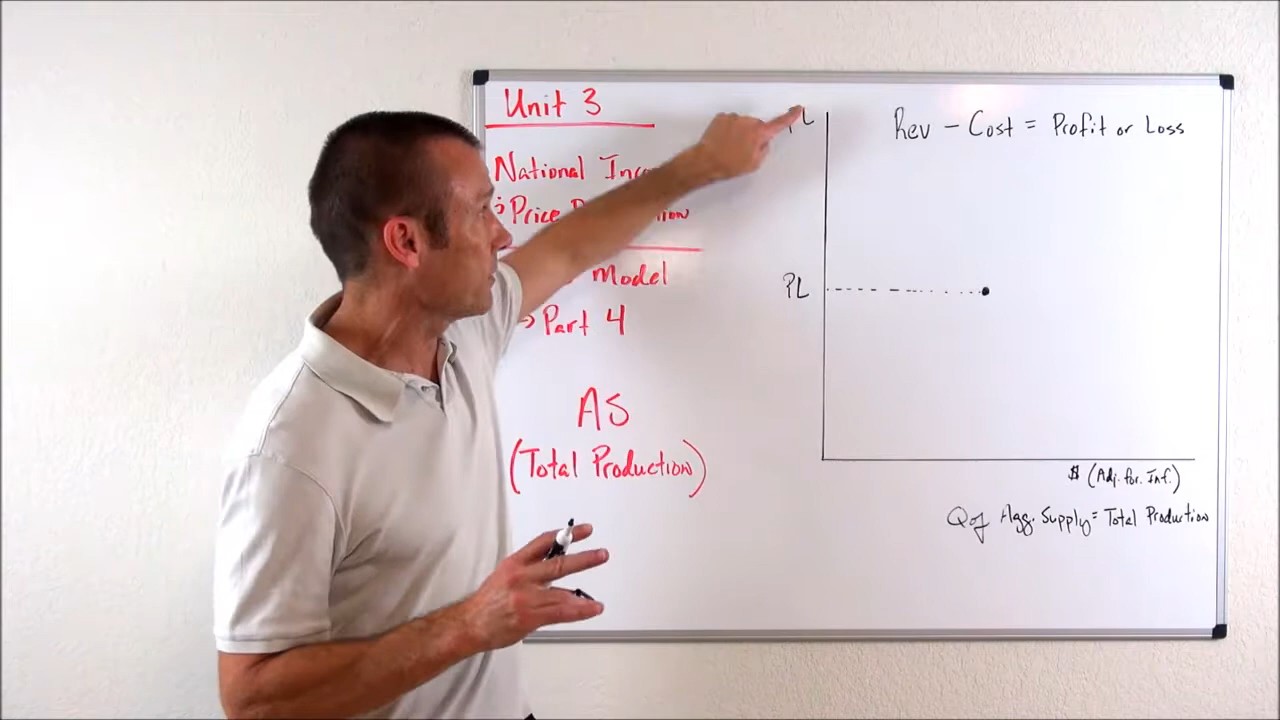 Unit 3
National
Price
Model
→ Part 4
AS
(Total Production)
PL
Rev - Cost = Profit or Loss
PL
$ (Adj. for. Inf.)
Q of Agg. Supply = Total Production